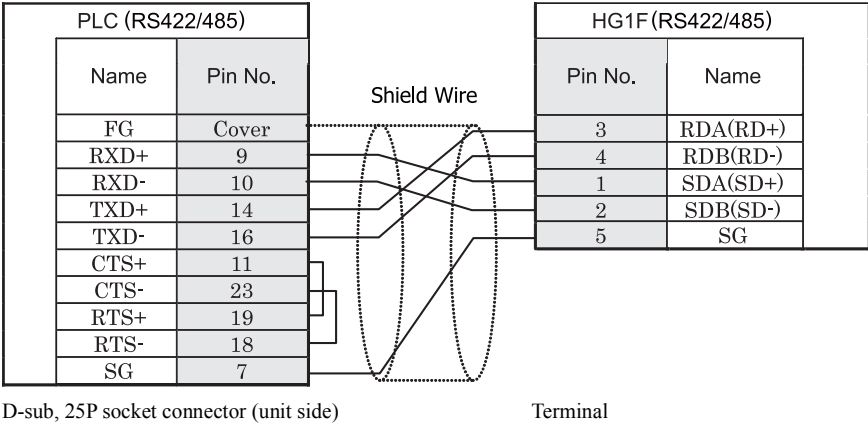 PLC (RS422/485)
Name Pin No.
FG Cover
RXD+ 9
RXD- 10
TXD+ 14
TXD- 16
CTS+ 11
CTS- 23
RTS+ 19
RTS- 18
SG 7
Shield Wire
HG1F(RS422/485)
Pin No. Name
3 RDA(RD+)
4 RDB(RD-)
1 SDA(SD+)
2 SDB(SD-)
5 SG
D-sub, 25P socket connector (unit side)
Terminal